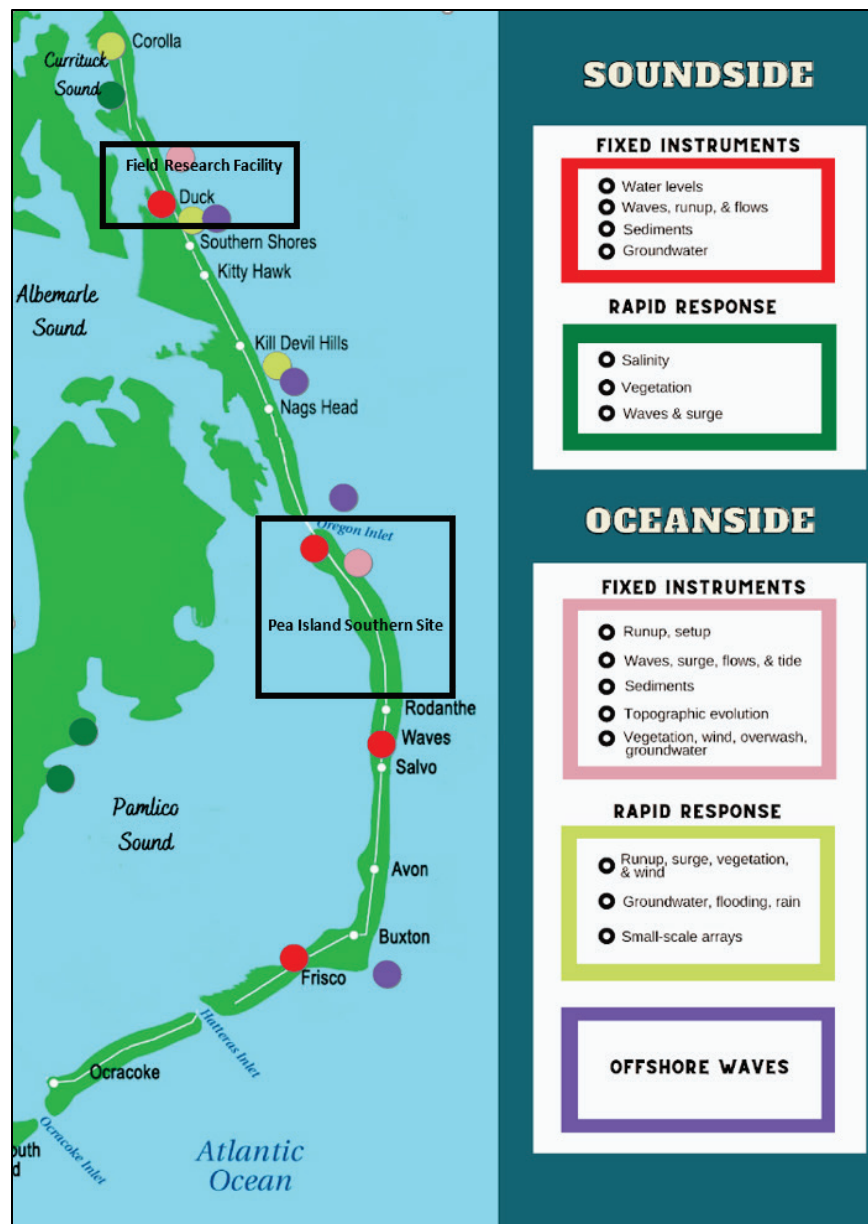 Corolla
Currituck
Sound
Field Research Facility
Duck
Southern Shores
Kitty Hawk
Albemarle
Sound
Kill Devil Hills
Nags Head
Oregon Inlet
Pea Island Southern Site
Rodanthe
Waves
Salvo
Pamlico
Sound
Avon
Buxton
Frisco
Hatteras Inlet
Ocracoke
Ocracoke Inlet
Atlantic
Ocean
SOUNDSIDE
FIXED INSTRUMENTS
Water levels
Waves, runup, & flows
Sediments
Groundwater
RAPID RESPONSE
Salinity
Vegetation
Waves & surge
OCEANSIDE
FIXED INSTRUMENTS
Runup, setup
Waves, surge, flows, & tide
Sediments
Topographic evolution
Vegetation, wind, overwash,
groundwater
RAPID RESPONSE
Runup, surge, vegetation,
& wind
Groundwater, flooding, rain
Small-scale arrays
OFFSHORE WAVES